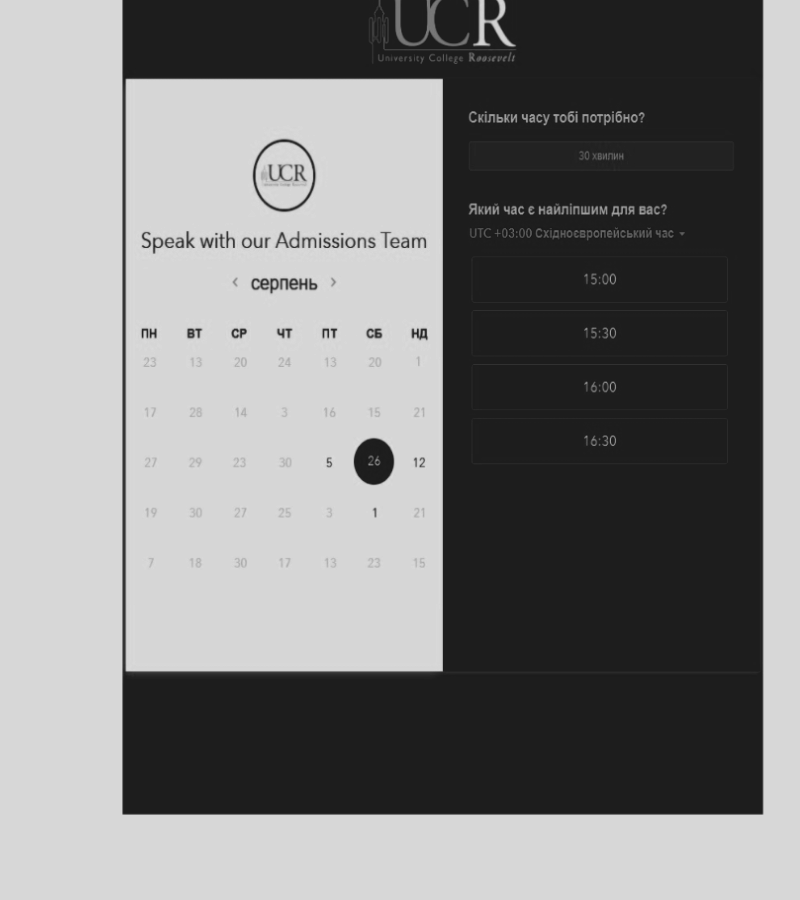 UCR
University College Roosevelt
UCR
Speak with our Admissions Team
< серпень >
ПН ВТ СР ЧТ ПТ СБ НД
23 13 20 24 13 20 1
17 28 14 3 16 15 21
27 29 23 30 5 26 12
19 30 27 25 3 1 21
7 18 30 17 13 23 15
Скільки часу тобі потрібно?
30 хвилин
Який час є найліпшим для вас?
UTC +03:00 Східноєвропейський час
15:00
15:30
16:00
16:30